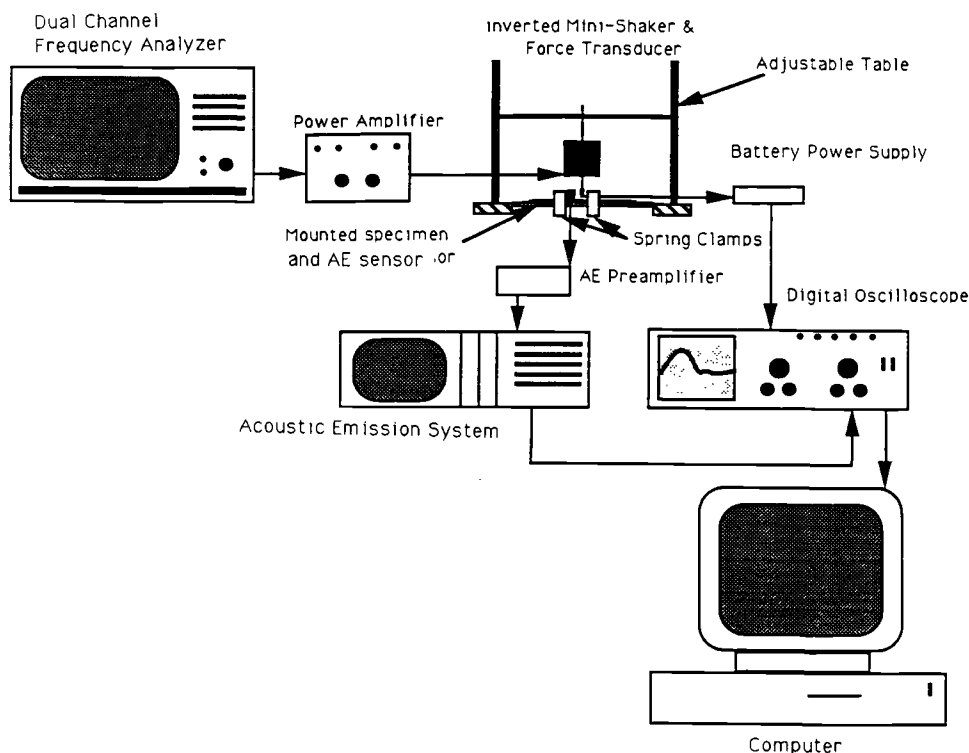 Dual Channel
Frequency Analyzer
Inverted Mini-Shaker &
Force Transducer
Adjustable Table
Power Amplifier
Battery Power Supply
Mounted specimen
and AE sensor or
Spring Clamps
AE Preamplifier
Digital Oscilloscope
Acoustic Emission System
Computer